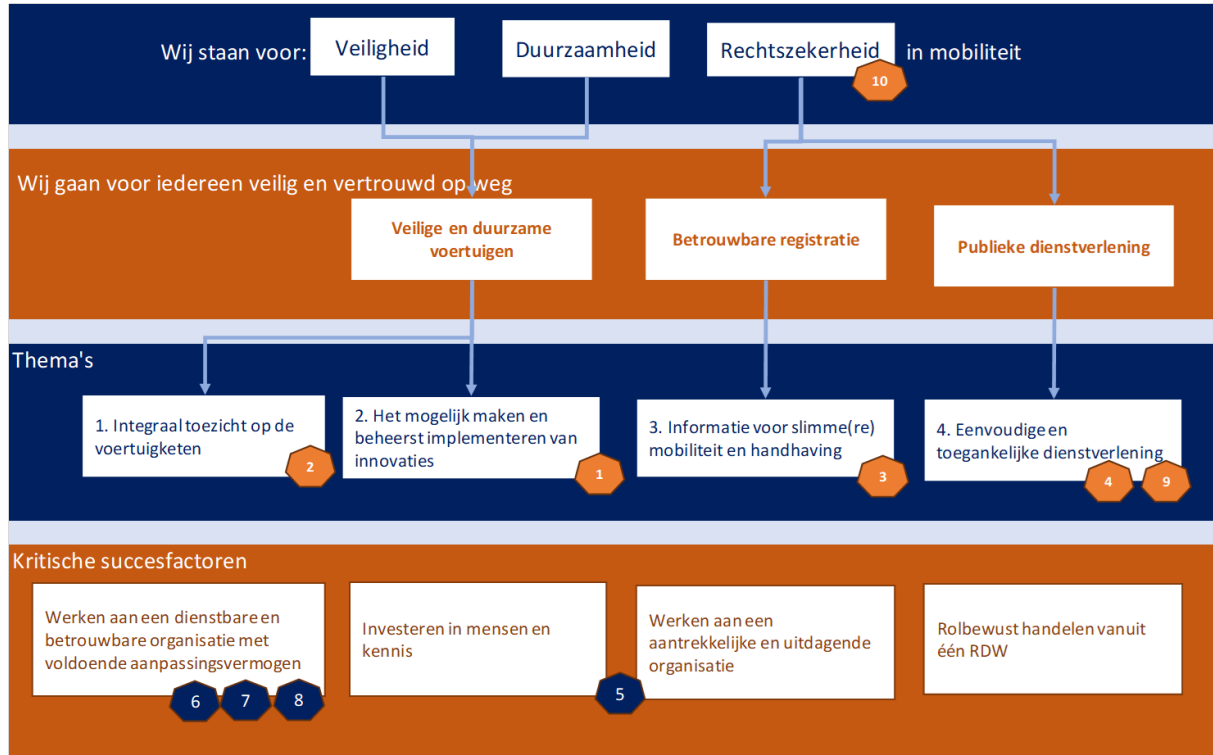 Wij staan voor:
Veiligheid
Duurzaamheid
Rechtszekerheid
in mobiliteit
10
Wij gaan voor iedereen veilig en vertrouwd op weg
Veilige en duurzame
voertuigen
Betrouwbare registratie
Publieke dienstverlening
Thema's
1. Integraal toezicht op de
voertuigketen
2
2. Het mogelijk maken en
beheerst implementeren van
innovaties
1
3. Informatie voor slimme(re)
mobiliteit en handhaving
3
4. Eenvoudige en
toegankelijke dienstverlening
4
9
Kritische succesfactoren
Werken aan een dienstbare en
betrouwbare organisatie met
voldoende aanpassingsvermogen
6
7
8
Investeren in mensen en
kennis
5
Werken aan een
aantrekkelijke en uitdagende
organisatie
Rolbewust handelen vanuit
één RDW